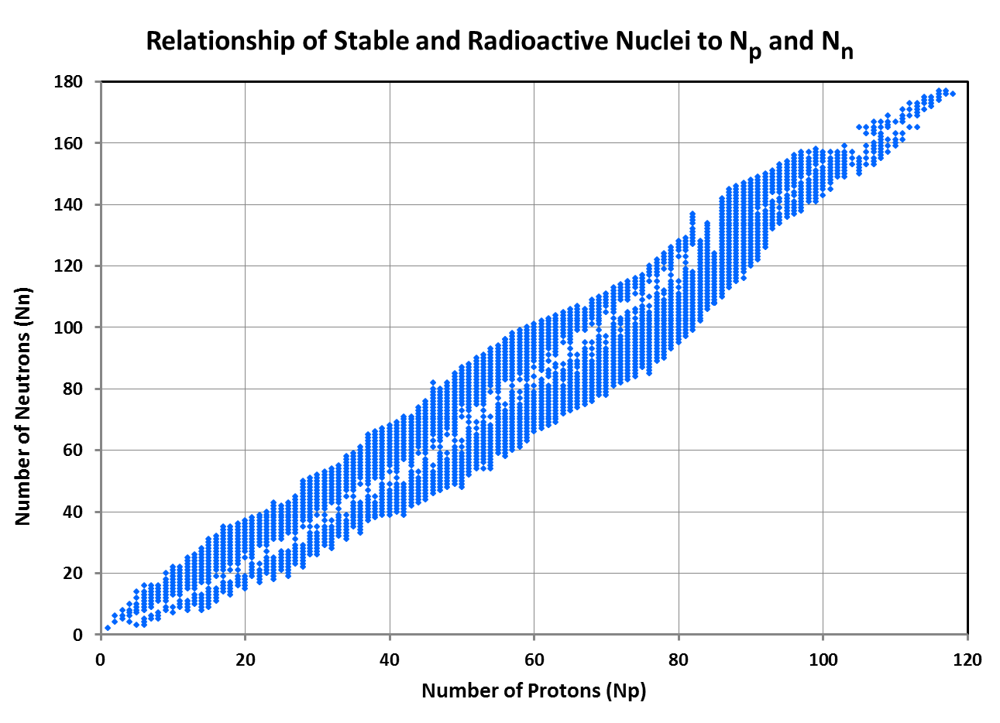 Relationship of Stable and Radioactive Nuclei to Np and Nn
180
160
140
120
100
80
60
40
20
0
Number of Neutrons (Nn)
0 20 40 60 80 100 120
Number of Protons (Np)